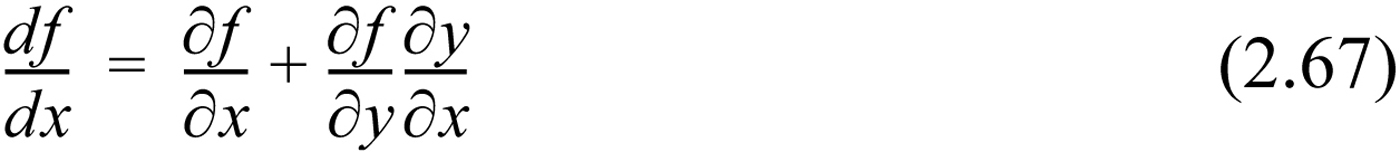 df/dx = ∂f/∂x + ∂f/∂y ∂y/∂x (2.67)